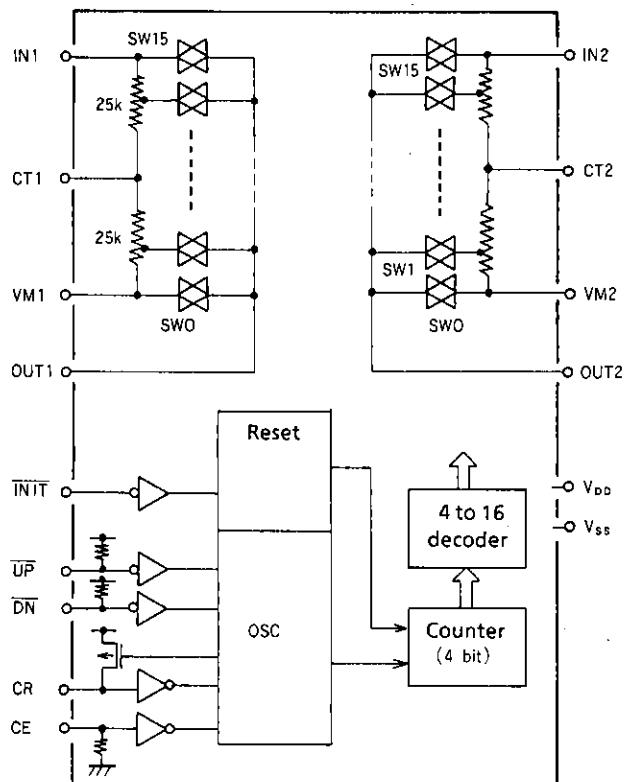 IN1
SW15
25k
CT1
25k
VM1
SW0
OUT1
IN2
SW15
CT2
SW1
VM2
SW0
OUT2
Reset
INIT
UP
DN
OSC
CR
CE
4 to 16
decoder
Counter
(4 bit)
VDD
VSS